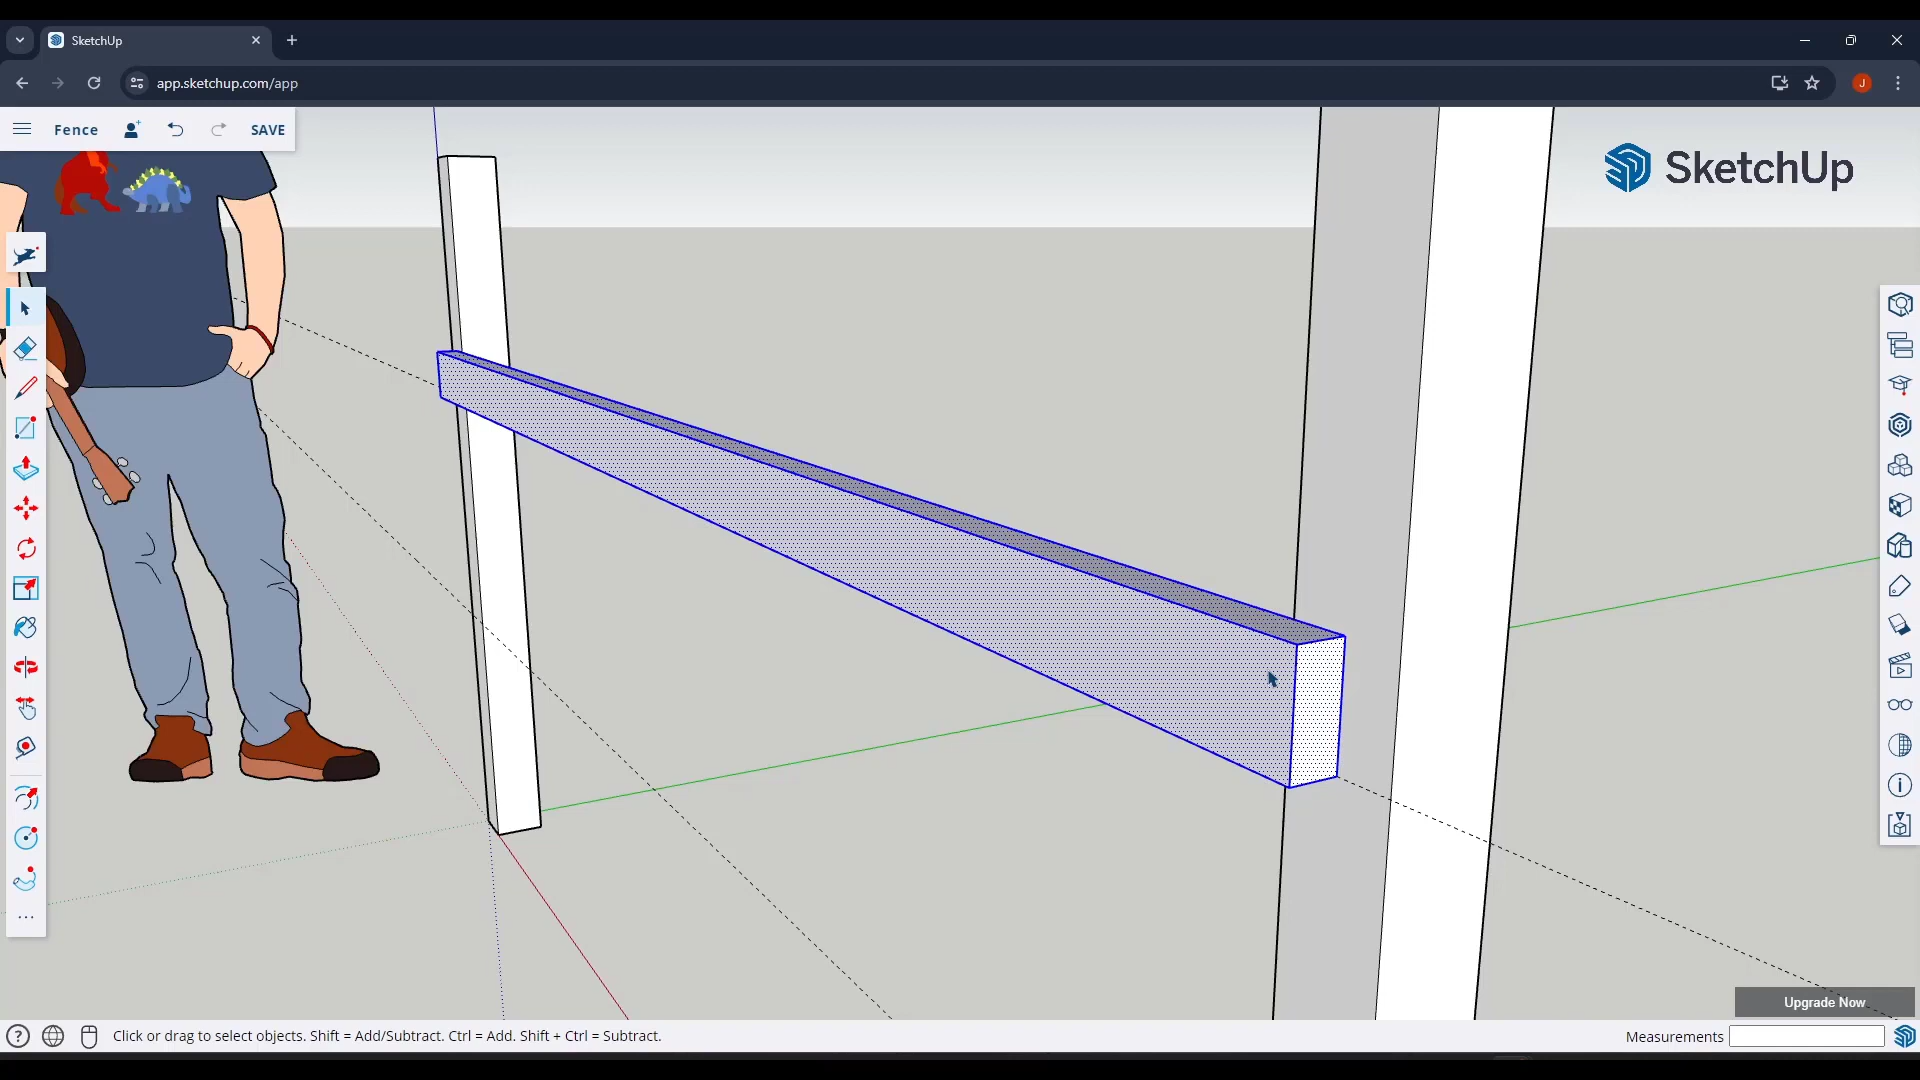 SketchUp
app.sketchup.com/app
J
Fence
SAVE
SketchUp
Upgrade Now
Click or drag to select objects. Shift = Add/Subtract. Ctrl = Add. Shift + Ctrl = Subtract.
Measurements